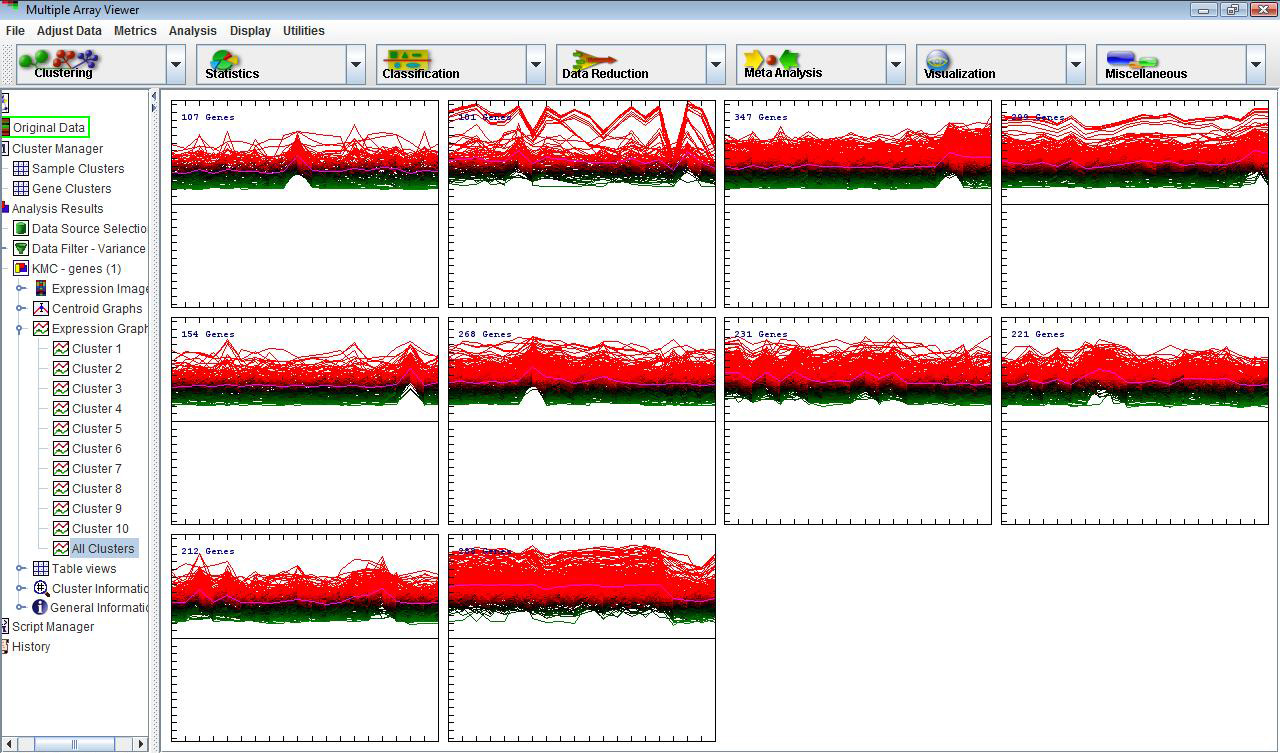 Multiple Array Viewer
File Adjust Data Metrics Analysis Display Utilities
Clustering Statistics Classification Data Reduction Meta Analysis Visualization Miscellaneous
Original Data
Cluster Manager
Sample Clusters
Gene Clusters
Analysis Results
Data Source Selectio
Data Filter - Variance
KMC - genes (1)
Expression Image
Centroid Graphs
Expression Graph
Cluster 1
Cluster 2
Cluster 3
Cluster 4
Cluster 5
Cluster 6
Cluster 7
Cluster 8
Cluster 9
Cluster 10
All Clusters
Table views
Cluster Informatio
General Informatio
Script Manager
History
107 Genes
Genes
347 Genes
Genes
154 Genes
268 Genes
231 Genes
221 Genes
212 Genes
Genes